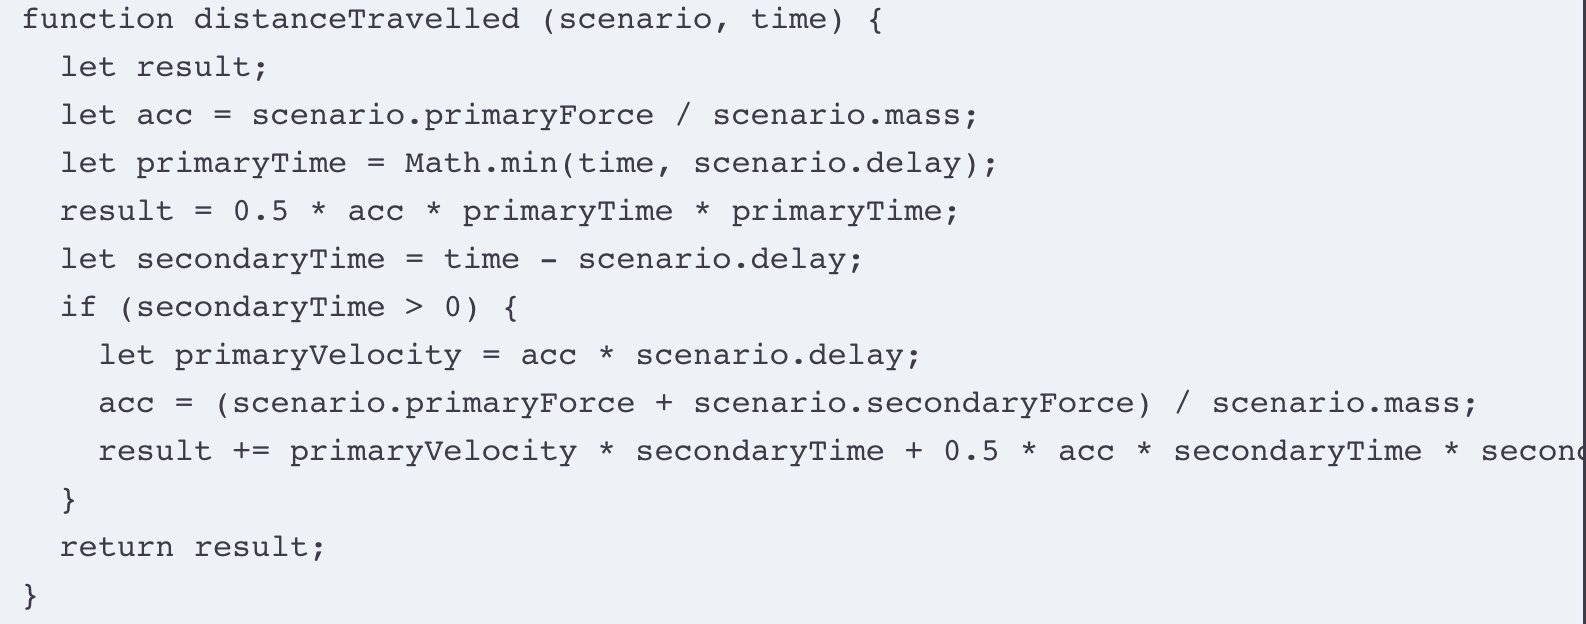 function distanceTravelled (scenario, time) {
  let result;
  let acc = scenario.primaryForce / scenario.mass;
  let primaryTime = Math.min(time, scenario.delay);
  result = 0.5 * acc * primaryTime * primaryTime;
  let secondaryTime = time - scenario.delay;
  if (secondaryTime > 0) {
    let primaryVelocity = acc * scenario.delay;
    acc = (scenario.primaryForce + scenario.secondaryForce) / scenario.mass;
    result += primaryVelocity * secondaryTime + 0.5 * acc * secondaryTime *
  }
  return result;
}